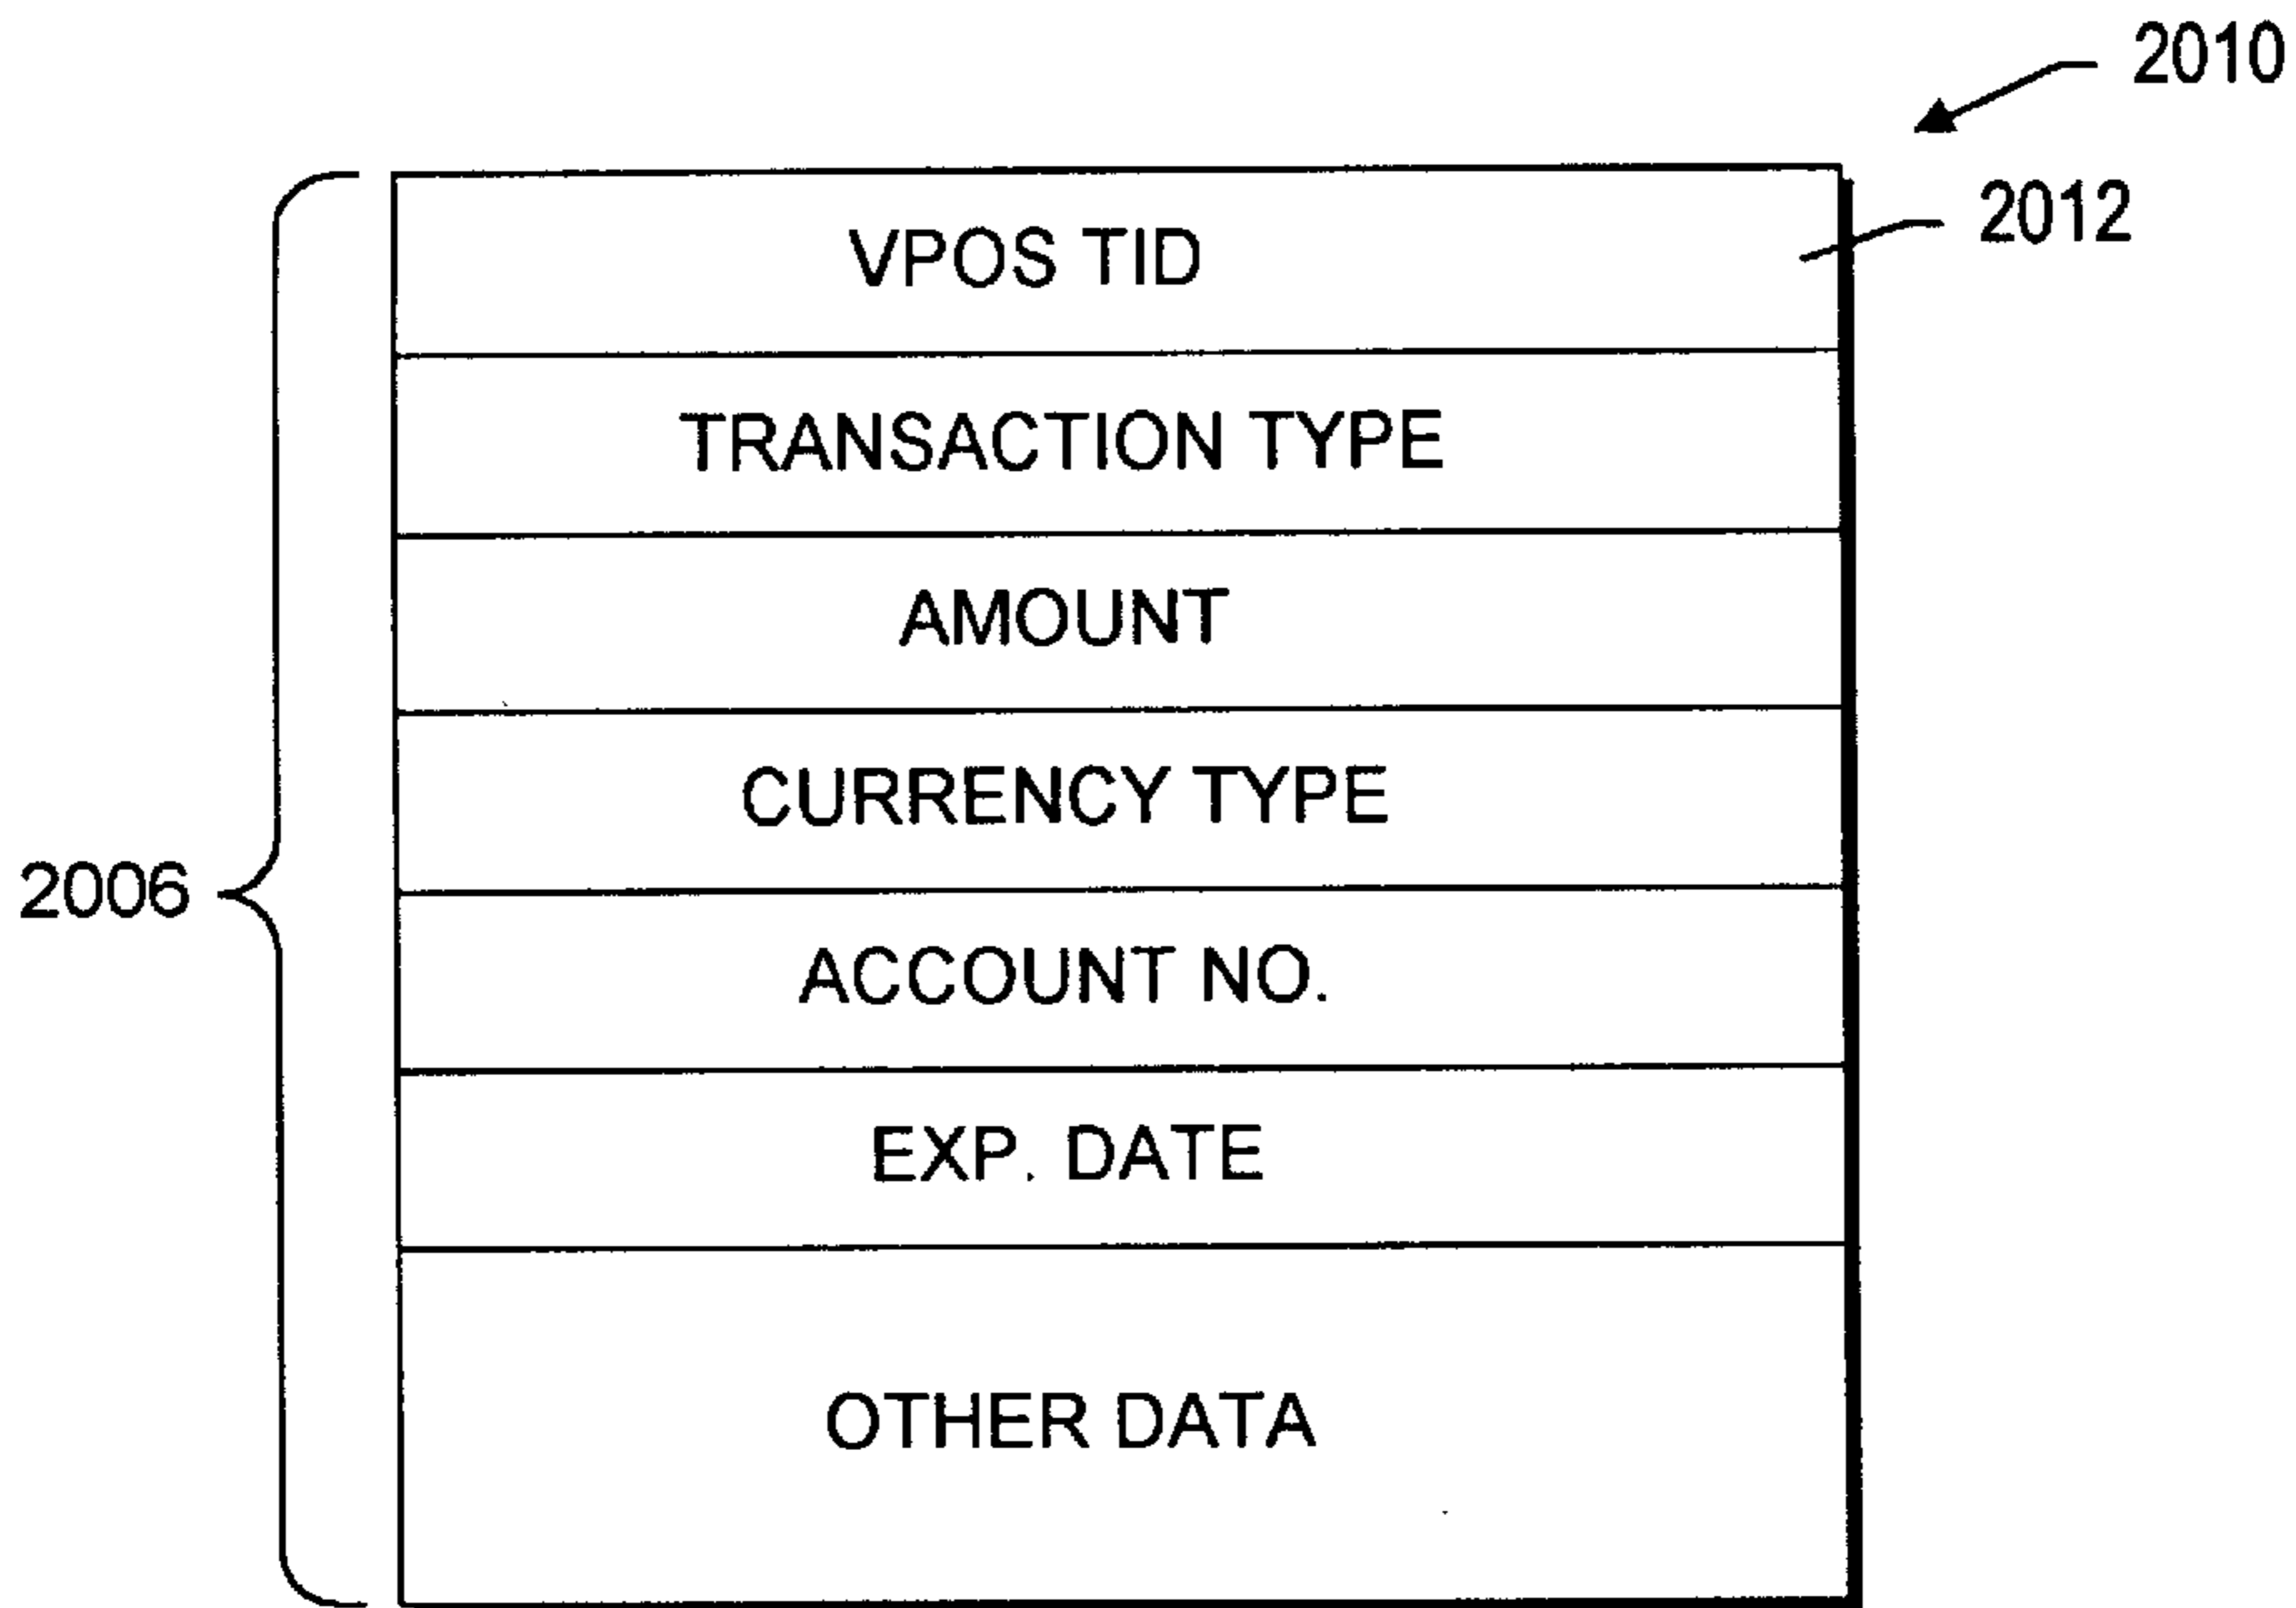 2010
VPOS TID
2012
TRANSACTION TYPE
AMOUNT
CURRENCY TYPE
2006
ACCOUNT NO.
EXP. DATE
OTHER DATA